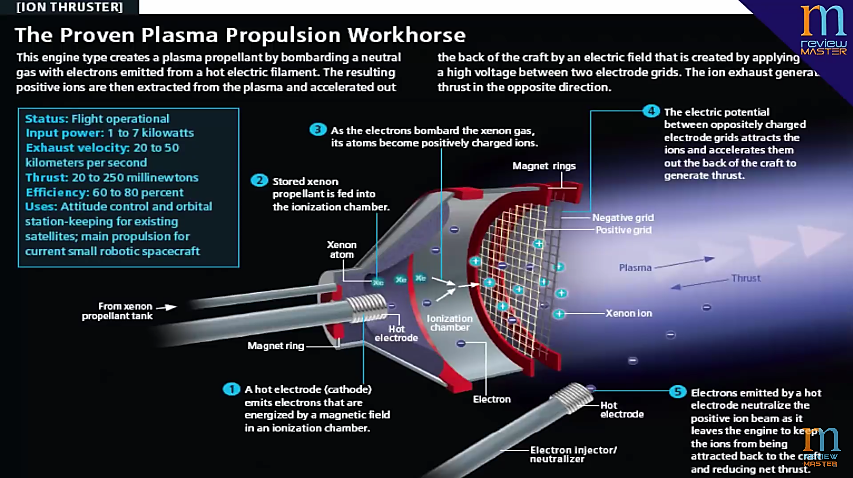 [ION THRUSTER]
The Proven Plasma Propulsion Workhorse
This engine type creates a plasma propellant by bombarding a neutral
gas with electrons emitted from a hot electric filament. The resulting
positive ions are then extracted from the plasma and accelerated out
the back of the craft by an electric field that is created by applying
a high voltage between two electrode grids. The ion exhaust
thrust in the opposite direction.
review
MASTER
Status: Flight operational
Input power: 1 to 7 kilowatts
Exhaust velocity: 20 to 50
kilometers per second
Thrust: 20 to 250 millinewtons
Efficiency: 60 to 80 percent
Uses: Attitude control and orbital
station-keeping for existing
satellites; main propulsion for
current small robotic spacecraft
3 As the electrons bombard the xenon gas,
its atoms become positively charged ions.
4 The electric potential
between oppositely charged
electrode grids attracts the
ions and accelerates them
out the back of the craft to
generate thrust.
2 Stored xenon
propellant is fed into
the ionization chamber.
Magnet rings
Negative grid
Positive grid
Xenon
atom
Xe
Xe
Xe
Plasma
Thrust
From xenon
propellant tank
Ionization
chamber
Xenon ion
Hot
electrode
Magnet ring
1 A hot electrode (cathode)
emits electrons that are
energized by a magnetic field
in an ionization chamber.
Electron
Hot
electrode
Electron injector/
neutralizer
5 Electrons emitted by a hot
electrode neutralize the
positive ion beam as it
leaves the engine to keep
the ions from being
attracted back to the craft
and reducing net thrust.
REVIEW
MASTER